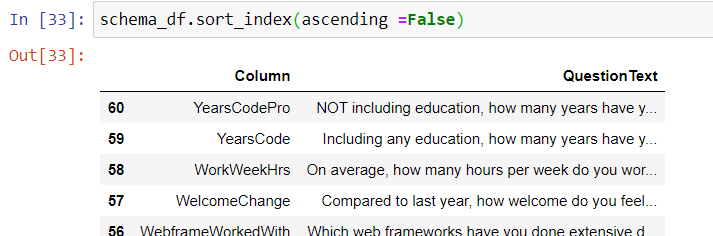 In [33]: schema_df.sort_index(ascending =False)
Out[33]:
Column QuestionText
60 YearsCodePro NOT including education, how many years have y...
59 YearsCode Including any education, how many years have y...
58 WorkWeekHrs On average, how many hours per week do you wor...
57 WelcomeChange Compared to last year, how welcome do you feel...
56 WebframeWorkedWith Which web frameworks have you done extensive d